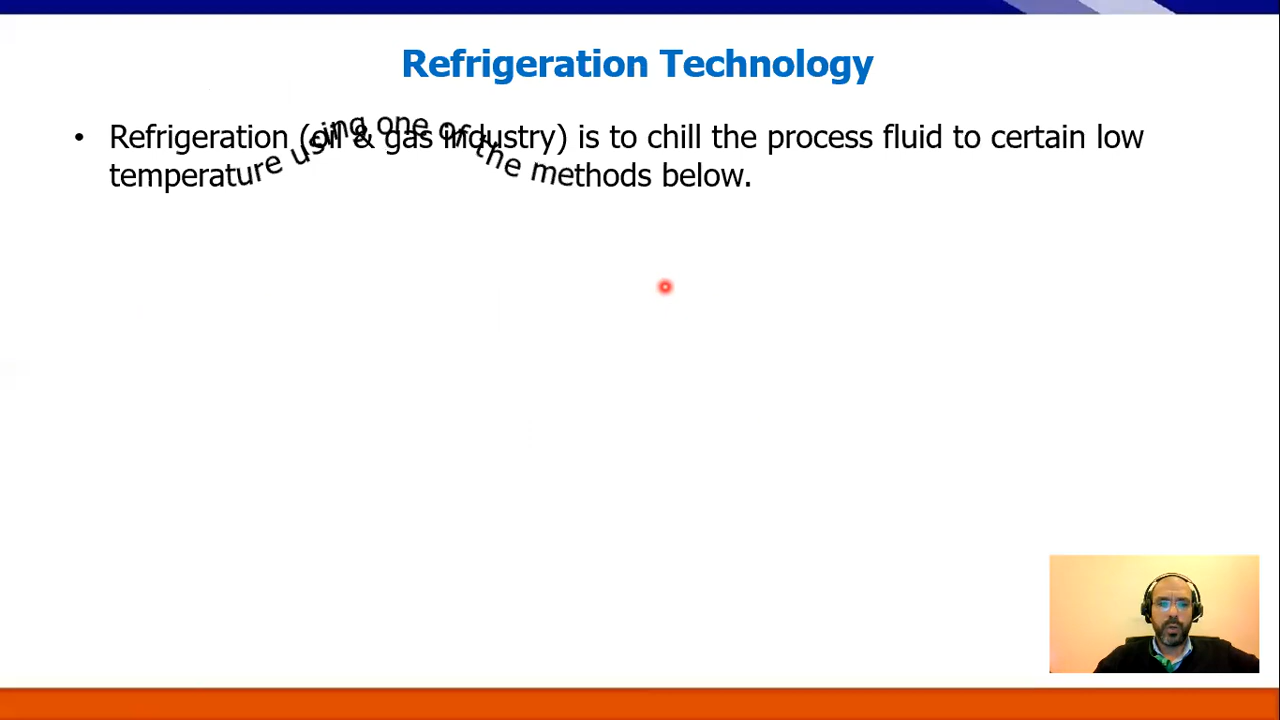 Refrigeration Technology
• Refrigeration (oil & gas industry) is to chill the process fluid to certain low
temperature using one of the methods below.